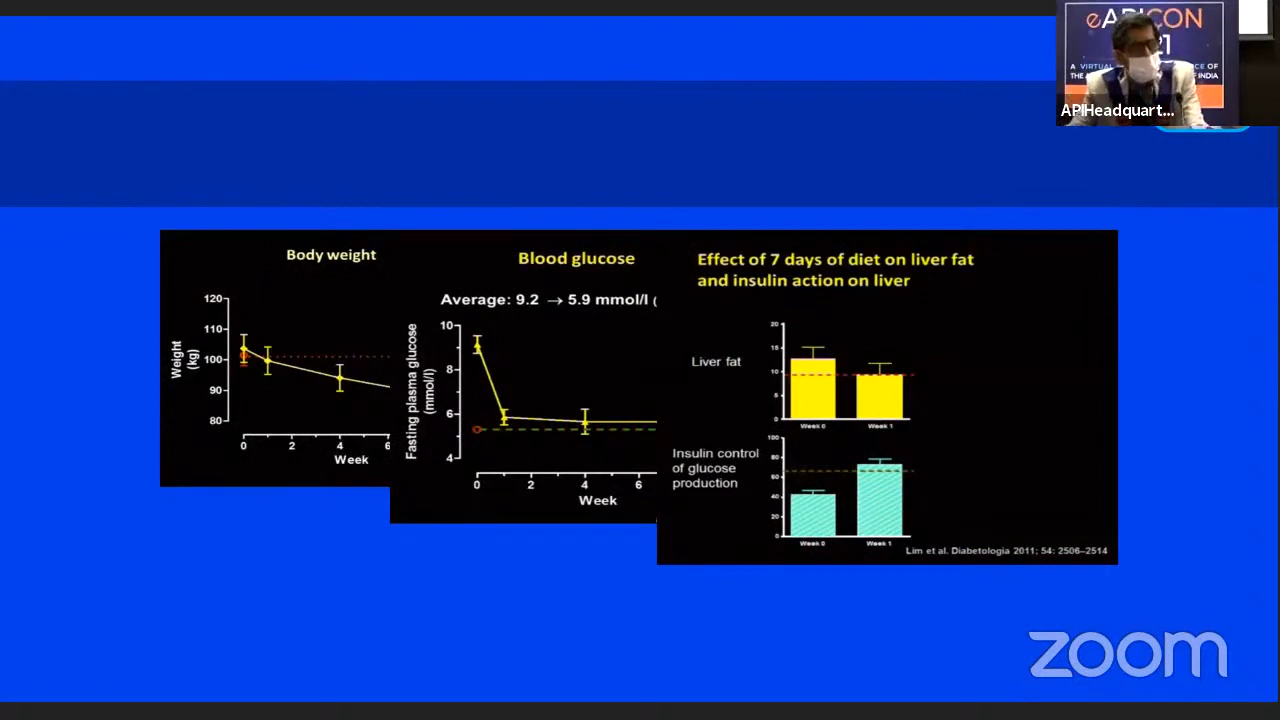 eAPICON
A VIRTUAL
OF INDIA
APIHeadquart...
Body weight
120
110
100
90
80
Weight
(kg)
0
2
4
6
Week
Blood glucose
Average: 9.2 → 5.9 mmol/l (
10
8
6
4
Fasting plasma glucose
(mmol/l)
0
2
4
6
Week
Effect of 7 days of diet on liver fat
and insulin action on liver
Liver fat
20
15
10
5
0
Week 0
Week 1
Insulin control
of glucose
production
100
80
60
40
20
0
Week 0
Week 1
Lim et al. Diabetologia 2011; 54: 2506–2514
zoom